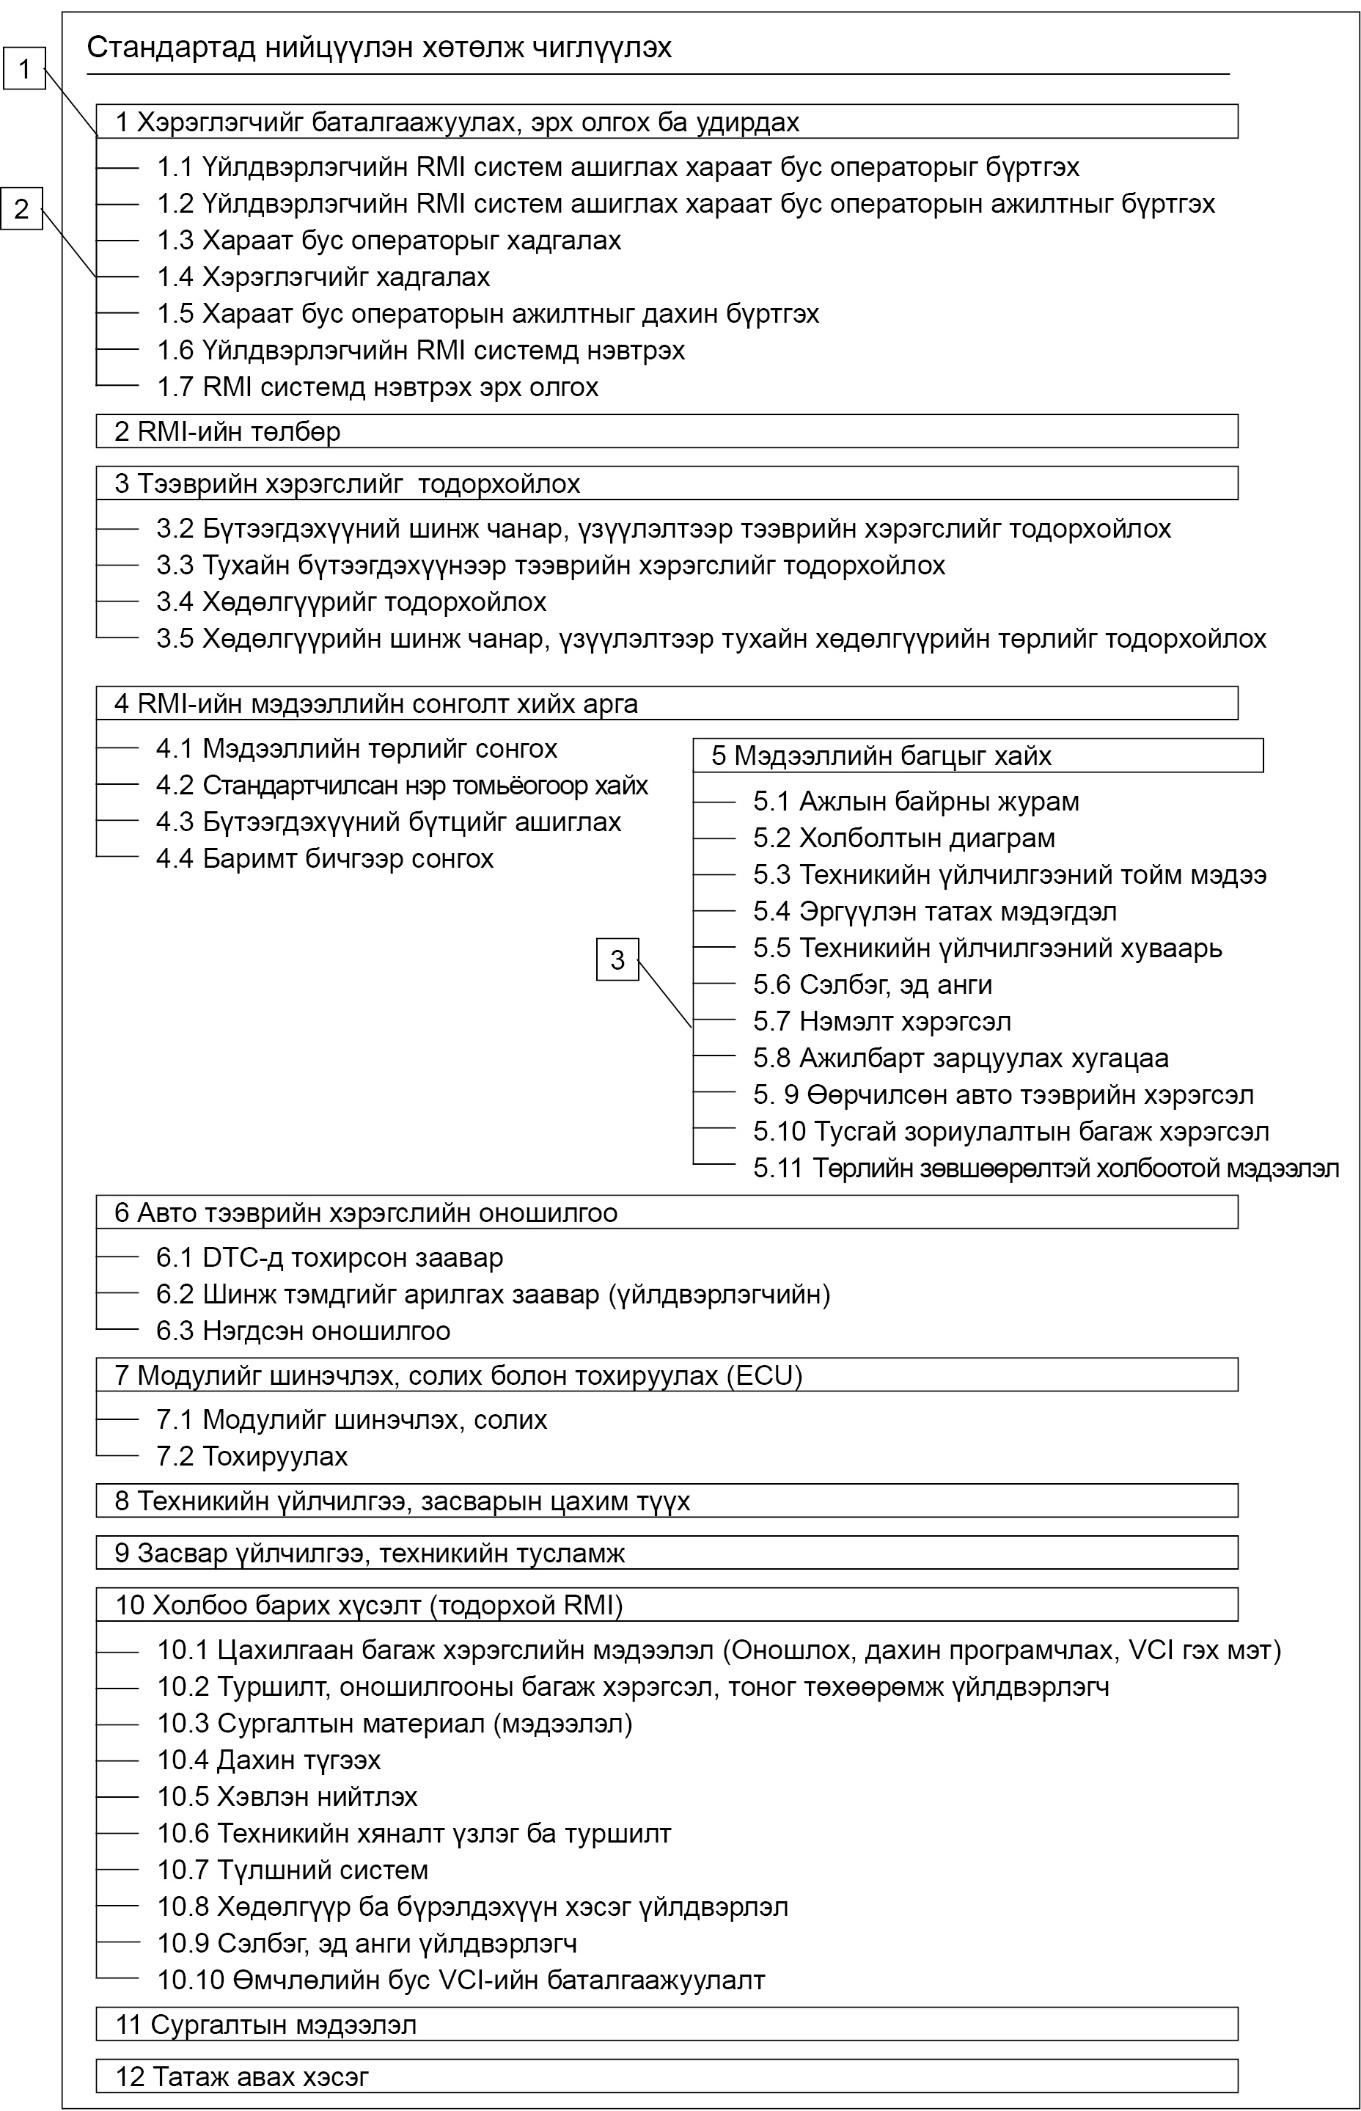 Стандартад нийцүүлэн хөтөлж чиглүүлэх
1
1 Хэрэглэгчийг баталгаажуулах, эрх олгох ба удирдах
1.1 Үйлдвэрлэгчийн RMI систем ашиглах хараат бус операторыг бүртгэх
2
1.2 Үйлдвэрлэгчийн RMI систем ашиглах хараат бус операторын ажилтныг бүртгэх
1.3 Хараат бус операторыг хадгалах
1.4 Хэрэглэгчийг хадгалах
1.5 Хараат бус операторын ажилтныг дахин бүртгэх
1.6 Үйлдвэрлэгчийн RMI системд нэвтрэх
1.7 RMI системд нэвтрэх эрх олгох
2 RMI-ийн төлбөр
3 Тээврийн хэрэгслийг тодорхойлох
3.2 Бүтээгдэхүүний шинж чанар, үзүүлэлтээр тээврийн хэрэгслийг тодорхойлох
3.3 Тухайн бүтээгдэхүүнээр тээврийн хэрэгслийг тодорхойлох
3.4 Хөдөлгүүрийг тодорхойлох
3.5 Хөдөлгүүрийн шинж чанар, үзүүлэлтээр тухайн хөдөлгүүрийн төрлийг тодорхойлох
4 RMI-ийн мэдээллийн сонголт хийх арга
4.1 Мэдээллийн төрлийг сонгох
4.2 Стандартчилсан нэр томьёогоор хайх
4.3 Бүтээгдэхүүний бүтцийг ашиглах
4.4 Баримт бичгээр сонгох
5 Мэдээллийн багцыг хайх
5.1 Ажлын байрны журам
5.2 Холболтын диаграм
5.3 Техникийн үйлчилгээний тойм мэдээ
5.4 Эргүүлэн татах мэдэгдэл
5.5 Техникийн үйлчилгээний хуваарь
3
5.6 Сэлбэг, эд анги
5.7 Нэмэлт хэрэгсэл
5.8 Ажилбарт зарцуулах хугацаа
5. 9 Өөрчилсөн авто тээврийн хэрэгсэл
5.10 Тусгай зориулалтын багаж хэрэгсэл
5.11 Төрлийн зөвшөөрөлтэй холбоотой мэдээлэл
6 Авто тээврийн хэрэгслийн оношилгоо
6.1 DTC-д тохирсон заавар
6.2 Шинж тэмдгийг арилгах заавар (үйлдвэрлэгчийн)
6.3 Нэгдсэн оношилгоо
7 Модулийг шинэчлэх, солих болон тохируулах (ECU)
7.1 Модулийг шинэчлэх, солих
7.2 Тохируулах
8 Техникийн үйлчилгээ, засварын цахим түүх
9 Засвар үйлчилгээ, техникийн тусламж
10 Холбоо барих хүсэлт (тодорхой RMI)
10.1 Цахилгаан багаж хэрэгслийн мэдээлэл (Оношлох, дахин програмчлах, VCI гэх мэт)
10.2 Туршилт, оношилгооны багаж хэрэгсэл, тоног төхөөрөмж үйлдвэрлэгч
10.3 Сургалтын материал (мэдээлэл)
10.4 Дахин түгээх
10.5 Хэвлэн нийтлэх
10.6 Техникийн хяналт үзлэг ба туршилт
10.7 Түлшний систем
10.8 Хөдөлгүүр ба бүрэлдэхүүн хэсэг үйлдвэрлэл
10.9 Сэлбэг, эд анги үйлдвэрлэгч
10.10 Өмчлөлийн бус VCI-ийн баталгаажуулалт
11 Сургалтын мэдээлэл
12 Татаж авах хэсэг